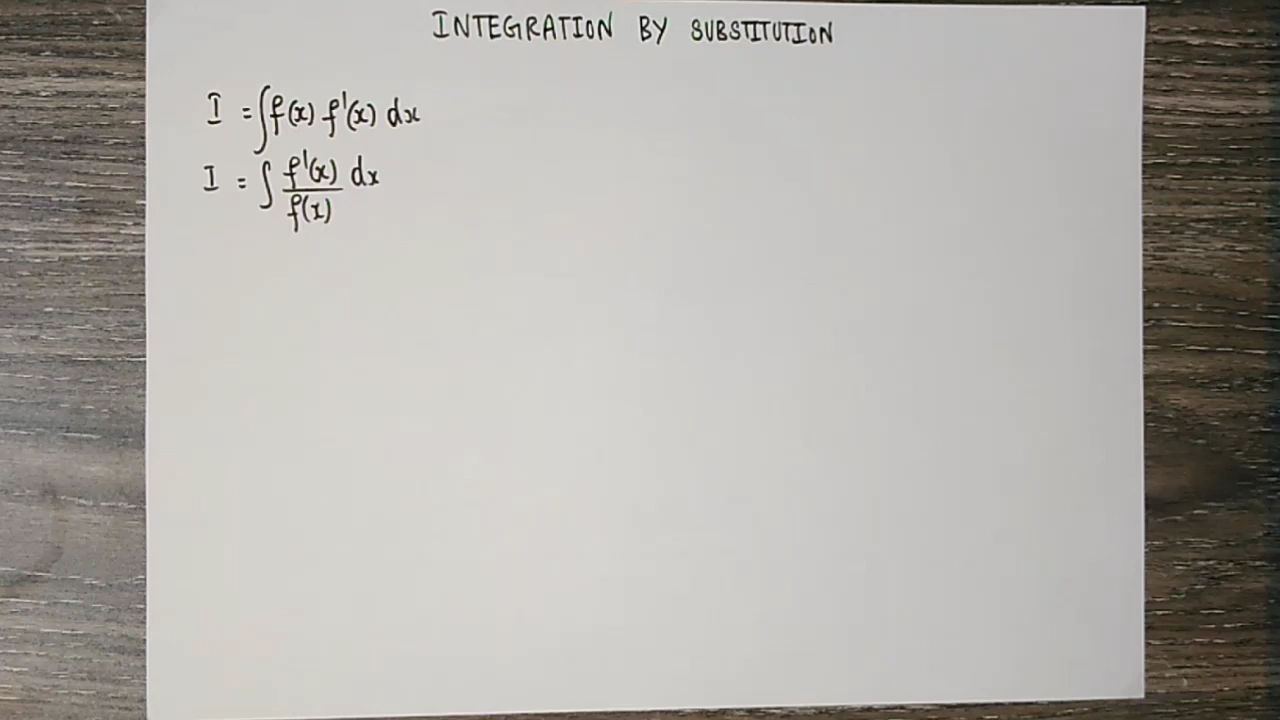 INTEGRATION BY SUBSTITUTION
I = ∫f(x) f'(x) dx
I = ∫ f'(x)/f(x) dx